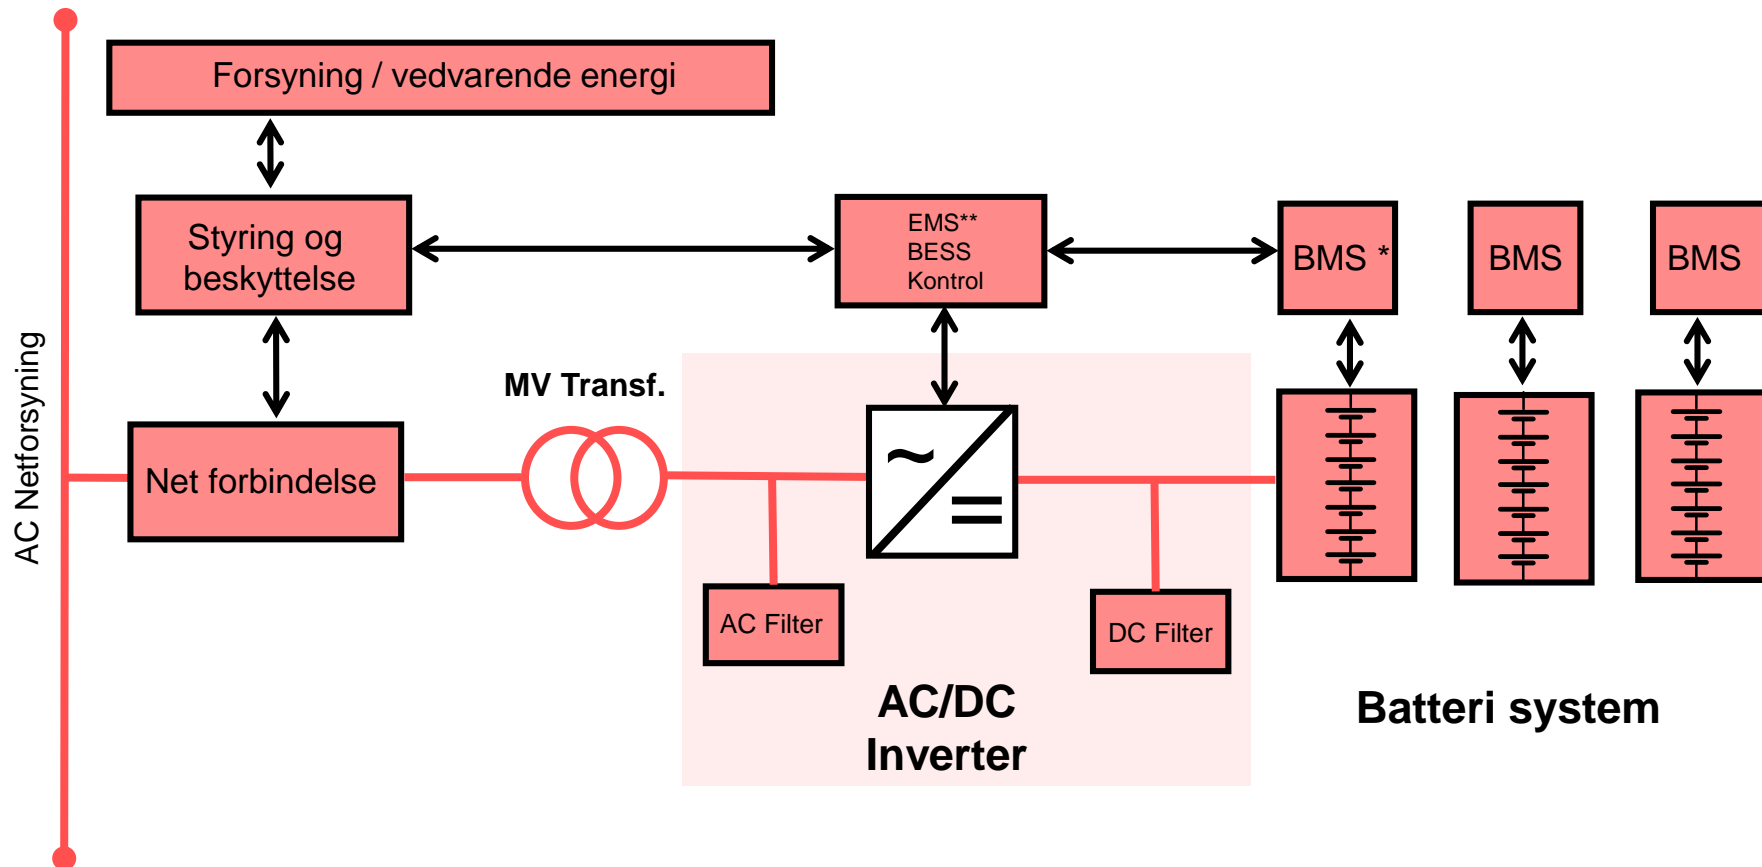 Forsyning / vedvarende energi
Styring og
beskyttelse
EMS**
BESS
Kontrol
BMS *
BMS
BMS
AC Netforsyning
MV Transf.
Net forbindelse
~
=
AC Filter
DC Filter
AC/DC
Inverter
Batteri system